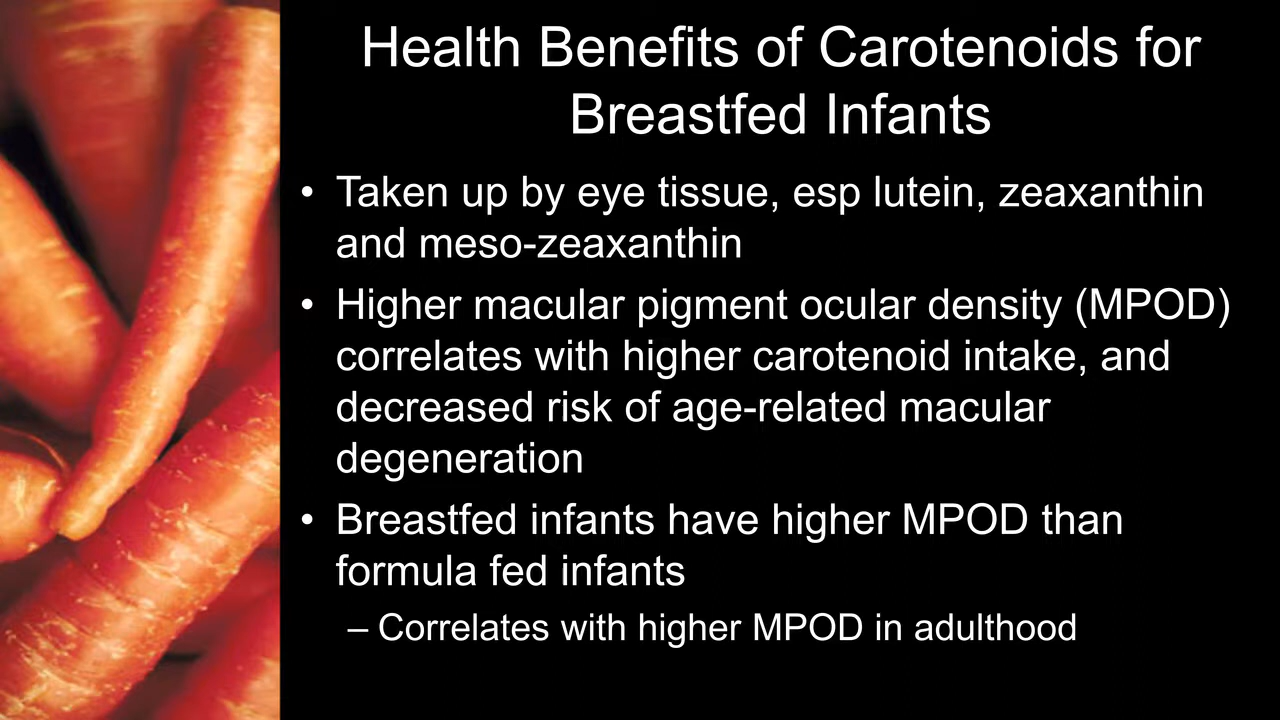 Health Benefits of Carotenoids for
Breastfed Infants
• Taken up by eye tissue, esp lutein, zeaxanthin
and meso-zeaxanthin
• Higher macular pigment ocular density (MPOD)
correlates with higher carotenoid intake, and
decreased risk of age-related macular
degeneration
• Breastfed infants have higher MPOD than
formula fed infants
– Correlates with higher MPOD in adulthood